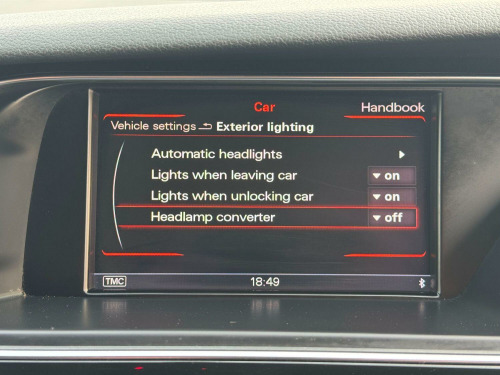 Car
Handbook
Vehicle settings Exterior lighting
Automatic headlights
Lights when leaving car on
Lights when unlocking car on
Headlamp converter off
TMC 18:49